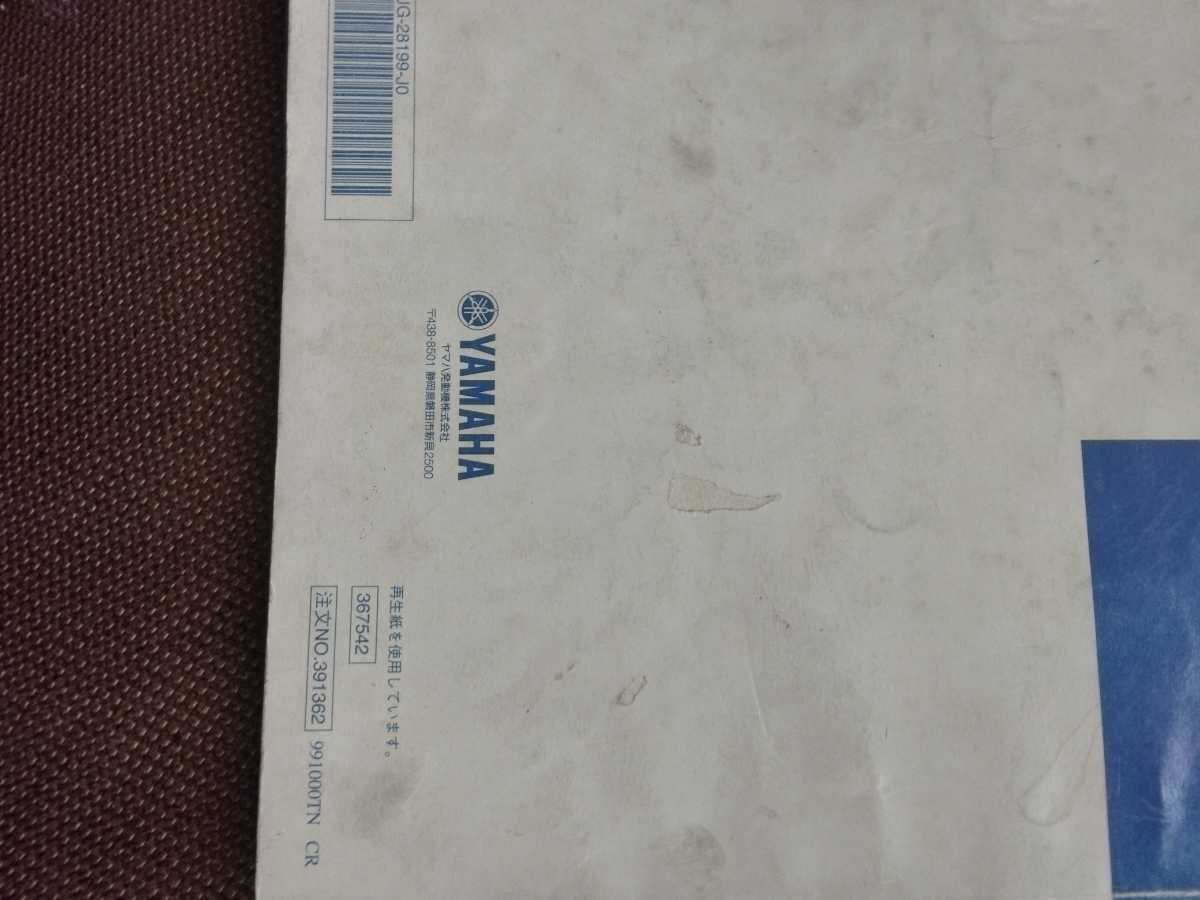 JG-28199-J0
YAMAHA
ヤマハ発動機株式会社
〒438-8501 静岡県磐田市新貝2500
再生紙を使用しています。
367542
注文NO.391362 991000TN CR